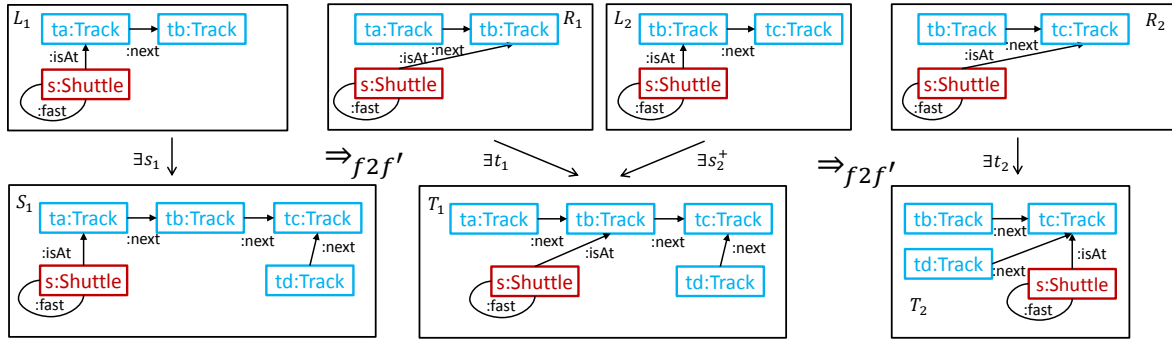 L₁ ta:Track tb:Track
:next
:isAt
s:Shuttle
:fast
ta:Track tb:Track R₁
:next
:isAt
s:Shuttle
:fast
L₂ tb:Track tc:Track
:next
:isAt
s:Shuttle
:fast
tb:Track tc:Track R₂
:next
:isAt
s:Shuttle
:fast
∃s₁ ⇒f2f′ ∃t₁ ∃s₂⁺ ⇒f2f′ ∃t₂
S₁ ta:Track tb:Track tc:Track
:next :next :next
:isAt
s:Shuttle td:Track
:fast
T₁ ta:Track tb:Track tc:Track
:next :next :next
:isAt
s:Shuttle td:Track
:fast
tb:Track tc:Track
:next
td:Track :isAt
:next
s:Shuttle
:fast
T₂